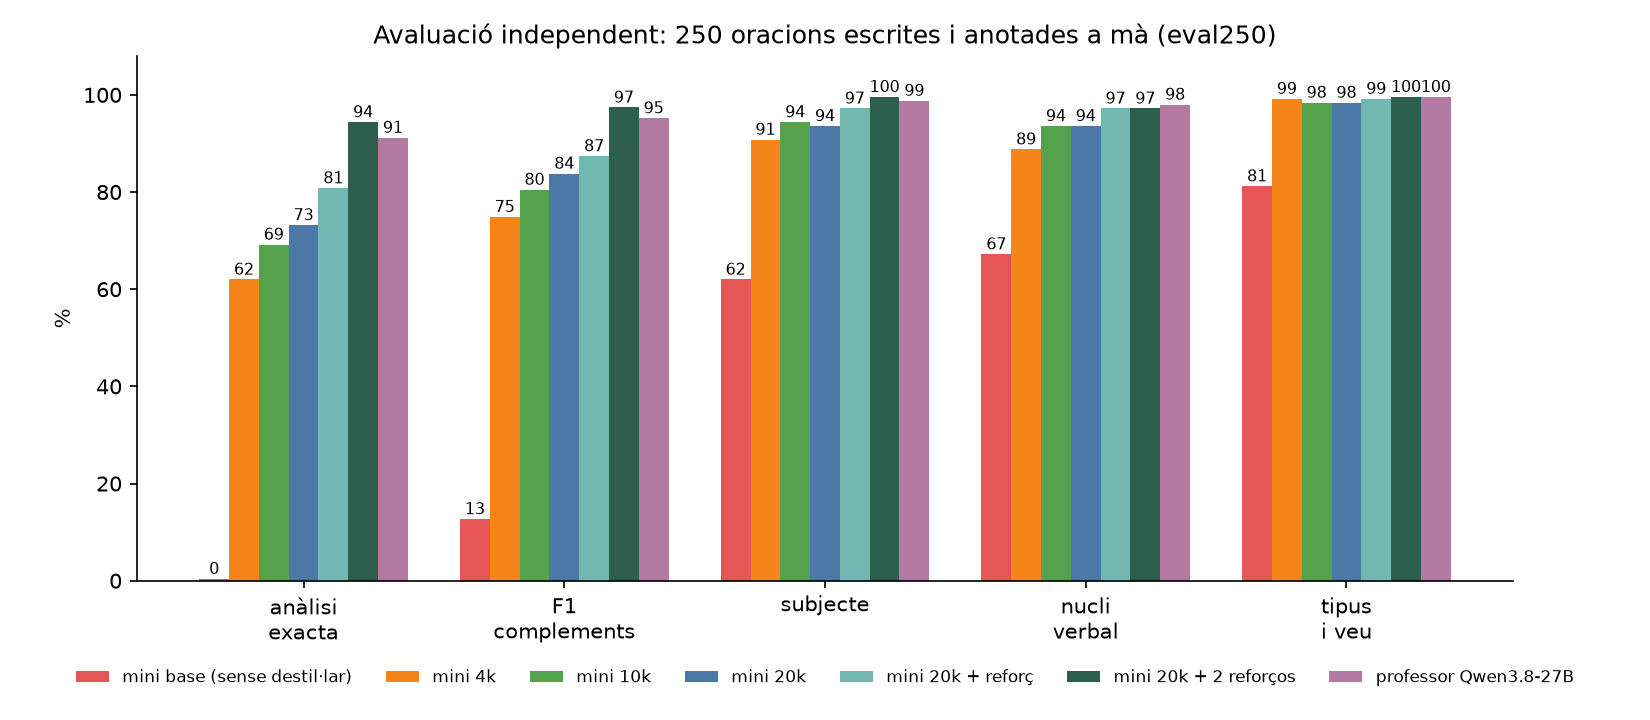 Avaluació independent: 250 oracions escrites i anotades a mà (eval250)
%
100
80
60
40
20
0
0 62 69 73 81 94 91
13 75 80 84 87 97 95
62 91 94 94 97 100 99
67 89 94 94 97 97 98
81 99 98 98 99 100 100
anàlisi
exacta
F1
complements
subjecte
nucli
verbal
tipus
i veu
mini base (sense destil·lar) mini 4k mini 10k mini 20k mini 20k + reforç mini 20k + 2 reforços professor Qwen3.8-27B